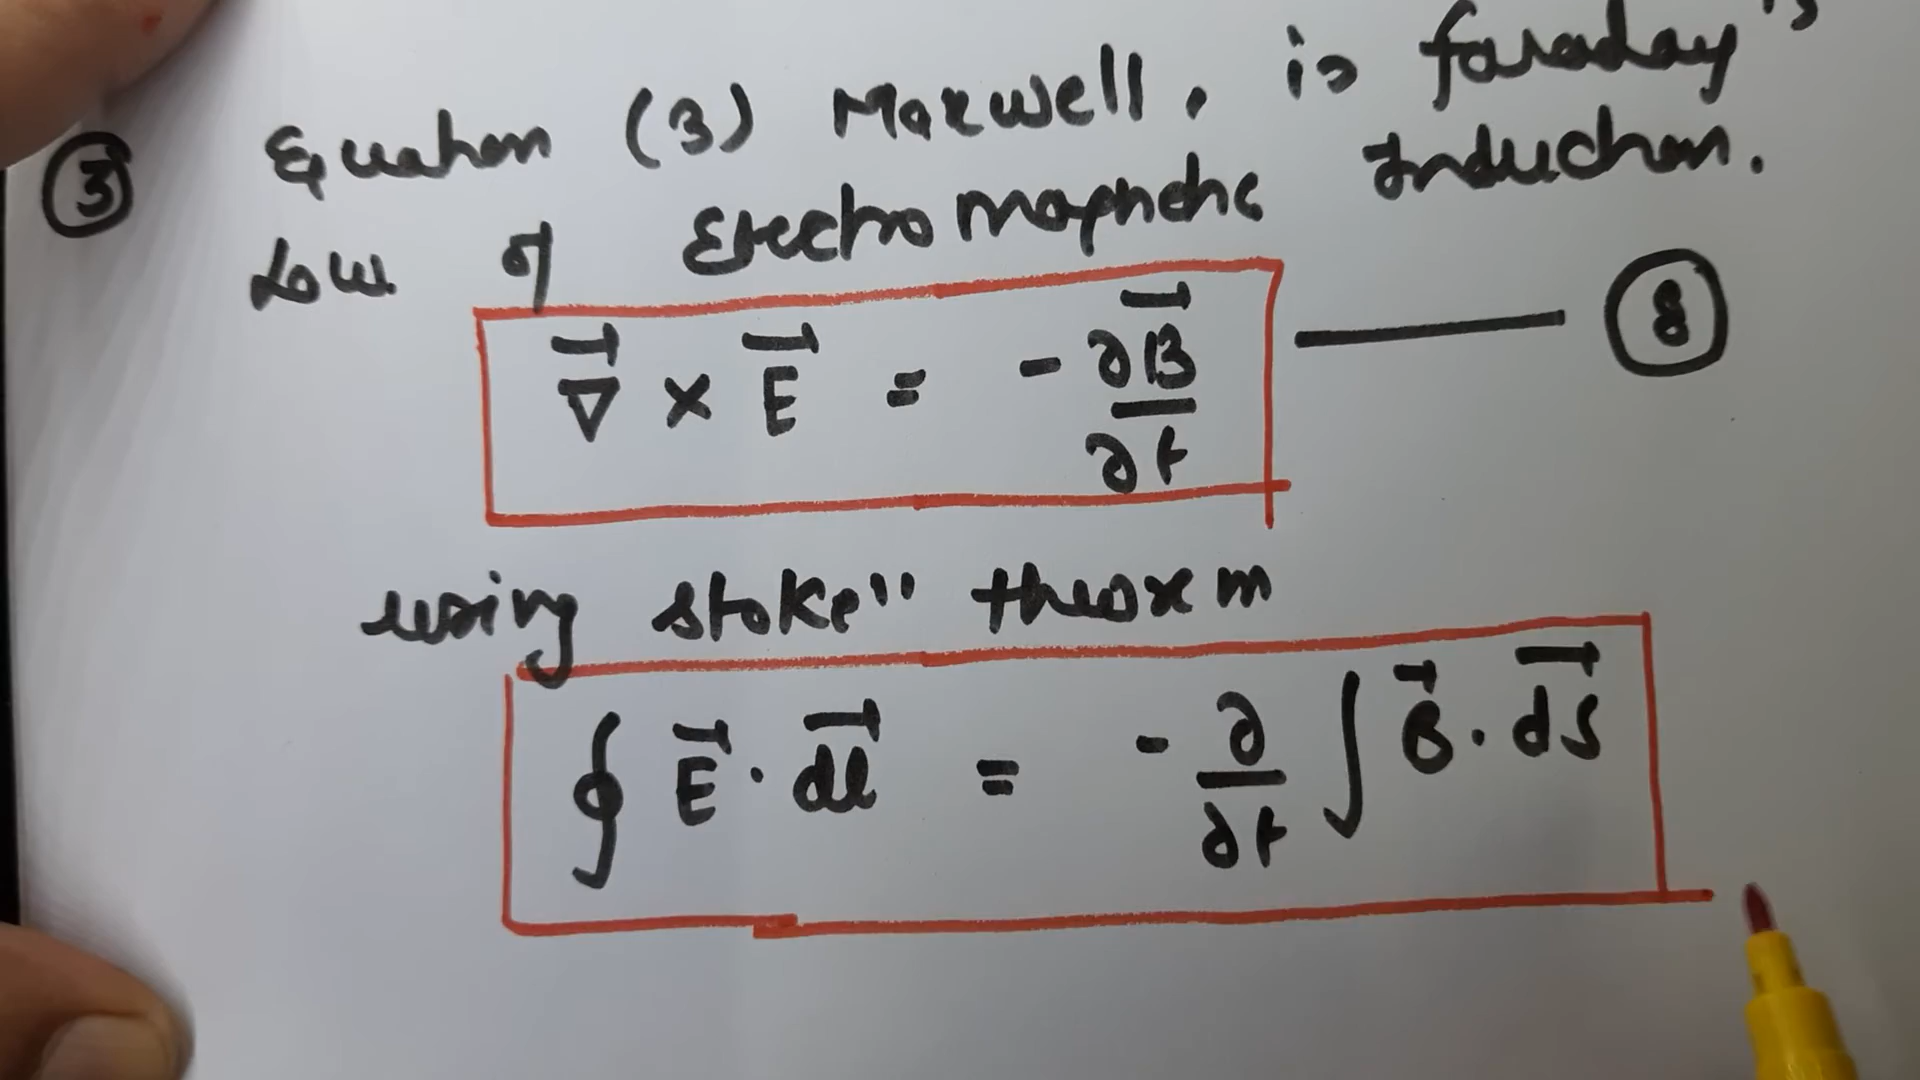 ③ Equation (3) Maxwell, is faraday's
Law of Electromagnetic Induction.
∇⃗ × E⃗ = - ∂B⃗/∂t — ⑧
using stoke" theorem
∮ E⃗ · dl⃗ = - ∂/∂t ∫ B⃗ · dS⃗